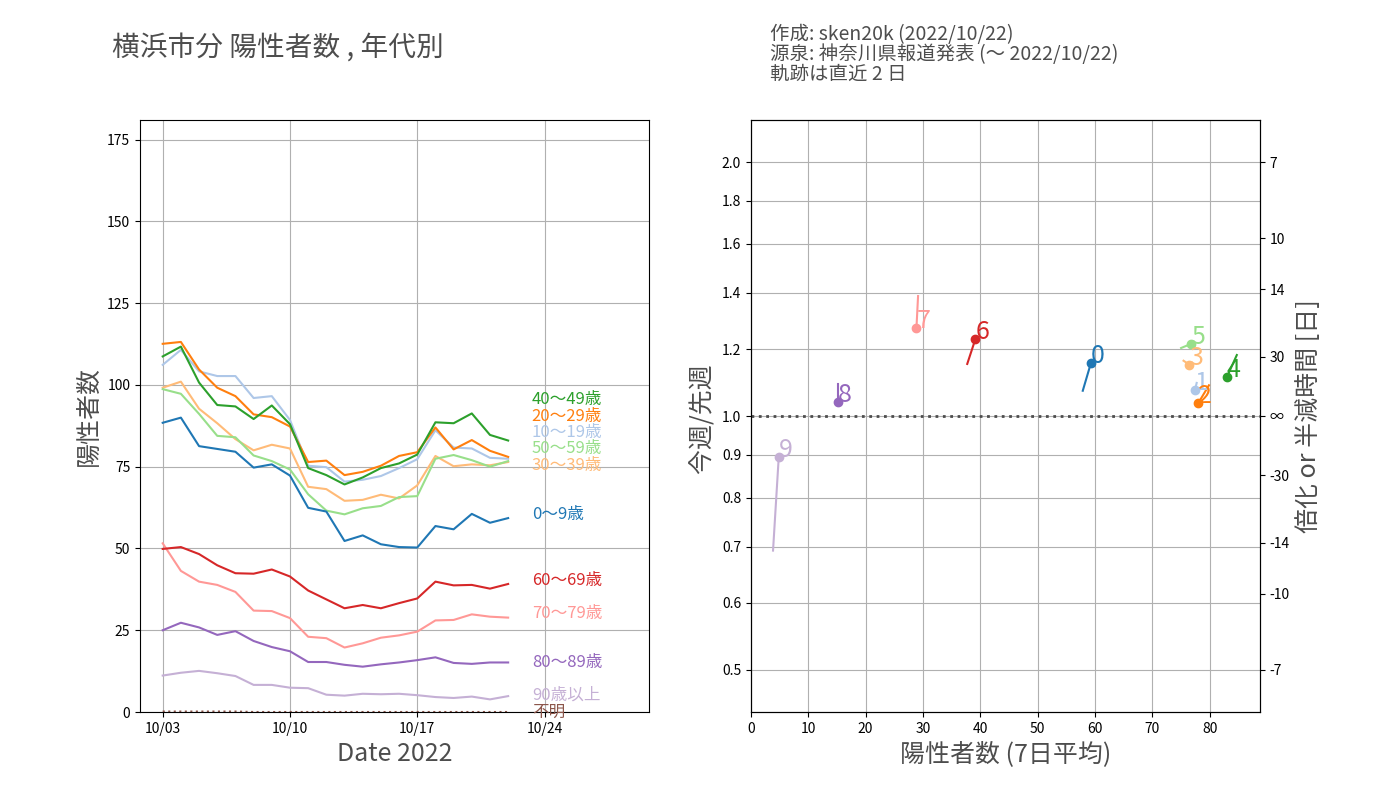 横浜市分 陽性者数 , 年代別
作成: sken20k (2022/10/22)
源泉: 神奈川県報道発表 (〜 2022/10/22)
軌跡は直近 2 日
陽性者数
175
150
125
100
75
50
25
0
10/03
10/10
10/17
10/24
Date 2022
40〜49歳
20〜29歳
10〜19歳
50〜59歳
30〜39歳
0〜9歳
60〜69歳
70〜79歳
80〜89歳
90歳以上
不明
今週/先週
2.0
1.8
1.6
1.4
1.2
1.0
0.9
0.8
0.7
0.6
0.5
0
10
20
30
40
50
60
70
80
陽性者数 (7日平均)
7
10
14
30
∞
-30
-14
-10
-7
倍化 or 半減時間 [日]
7
6
0
5
3
4
1
2
8
9